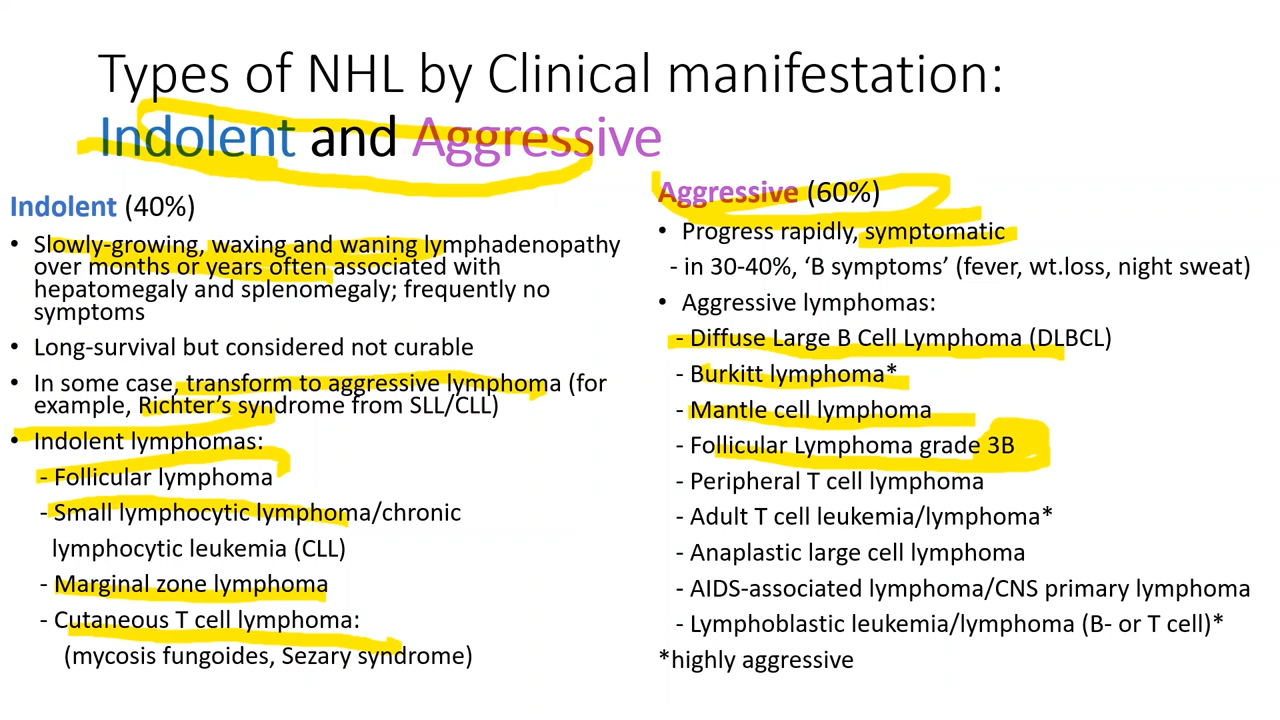 Types of NHL by Clinical manifestation:
Indolent and Aggressive
Indolent (40%)
• Slowly-growing, waxing and waning lymphadenopathy
over months or years often associated with
hepatomegaly and splenomegaly; frequently no
symptoms
• Long-survival but considered not curable
• In some case, transform to aggressive lymphoma (for
example, Richter's syndrome from SLL/CLL)
• Indolent lymphomas:
- Follicular lymphoma
- Small lymphocytic lymphoma/chronic
lymphocytic leukemia (CLL)
- Marginal zone lymphoma
- Cutaneous T cell lymphoma:
(mycosis fungoides, Sezary syndrome)
Aggressive (60%)
• Progress rapidly, symptomatic
- in 30-40%, ‘B symptoms’ (fever, wt.loss, night sweat)
• Aggressive lymphomas:
- Diffuse Large B Cell Lymphoma (DLBCL)
- Burkitt lymphoma*
- Mantle cell lymphoma
- Follicular Lymphoma grade 3B
- Peripheral T cell lymphoma
- Adult T cell leukemia/lymphoma*
- Anaplastic large cell lymphoma
- AIDS-associated lymphoma/CNS primary lymphoma
- Lymphoblastic leukemia/lymphoma (B- or T cell)*
*highly aggressive